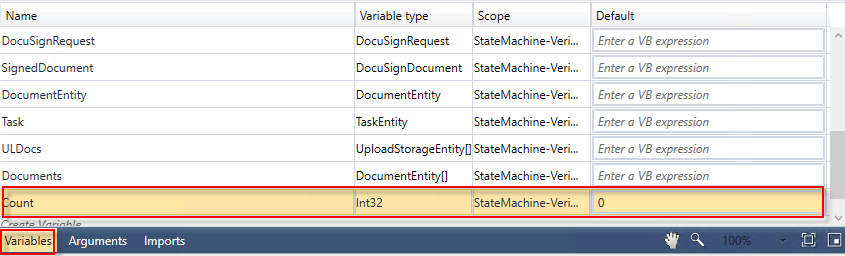 Name Variable type Scope Default
DocuSignRequest DocuSignRequest StateMachine-Veri... Enter a VB expression
SignedDocument DocuSignDocument StateMachine-Veri... Enter a VB expression
DocumentEntity DocumentEntity StateMachine-Veri... Enter a VB expression
Task TaskEntity StateMachine-Veri... Enter a VB expression
ULDocs UploadStorageEntity[] StateMachine-Veri... Enter a VB expression
Documents DocumentEntity[] StateMachine-Veri... Enter a VB expression
Count Int32 StateMachine-Veri... 0
Create Variable
Variables Arguments Imports 100%